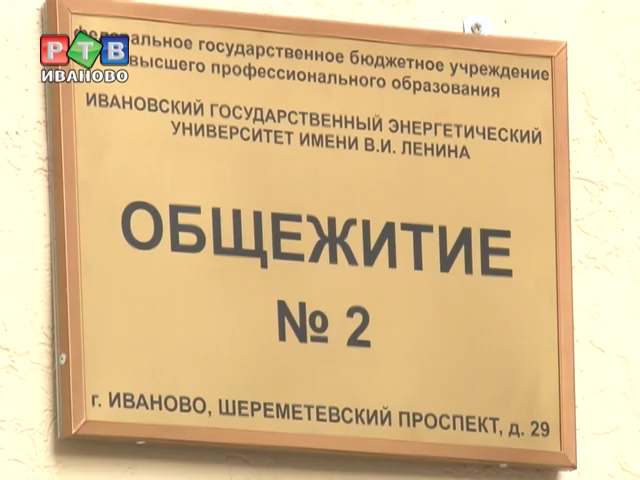 РТВ
ИВАНОВО
федеральное государственное бюджетное учреждение
высшего профессионального образования
ИВАНОВСКИЙ ГОСУДАРСТВЕННЫЙ ЭНЕРГЕТИЧЕСКИЙ
УНИВЕРСИТЕТ ИМЕНИ В.И. ЛЕНИНА
ОБЩЕЖИТИЕ
№ 2
г. ИВАНОВО, ШЕРЕМЕТЕВСКИЙ ПРОСПЕКТ, д. 29